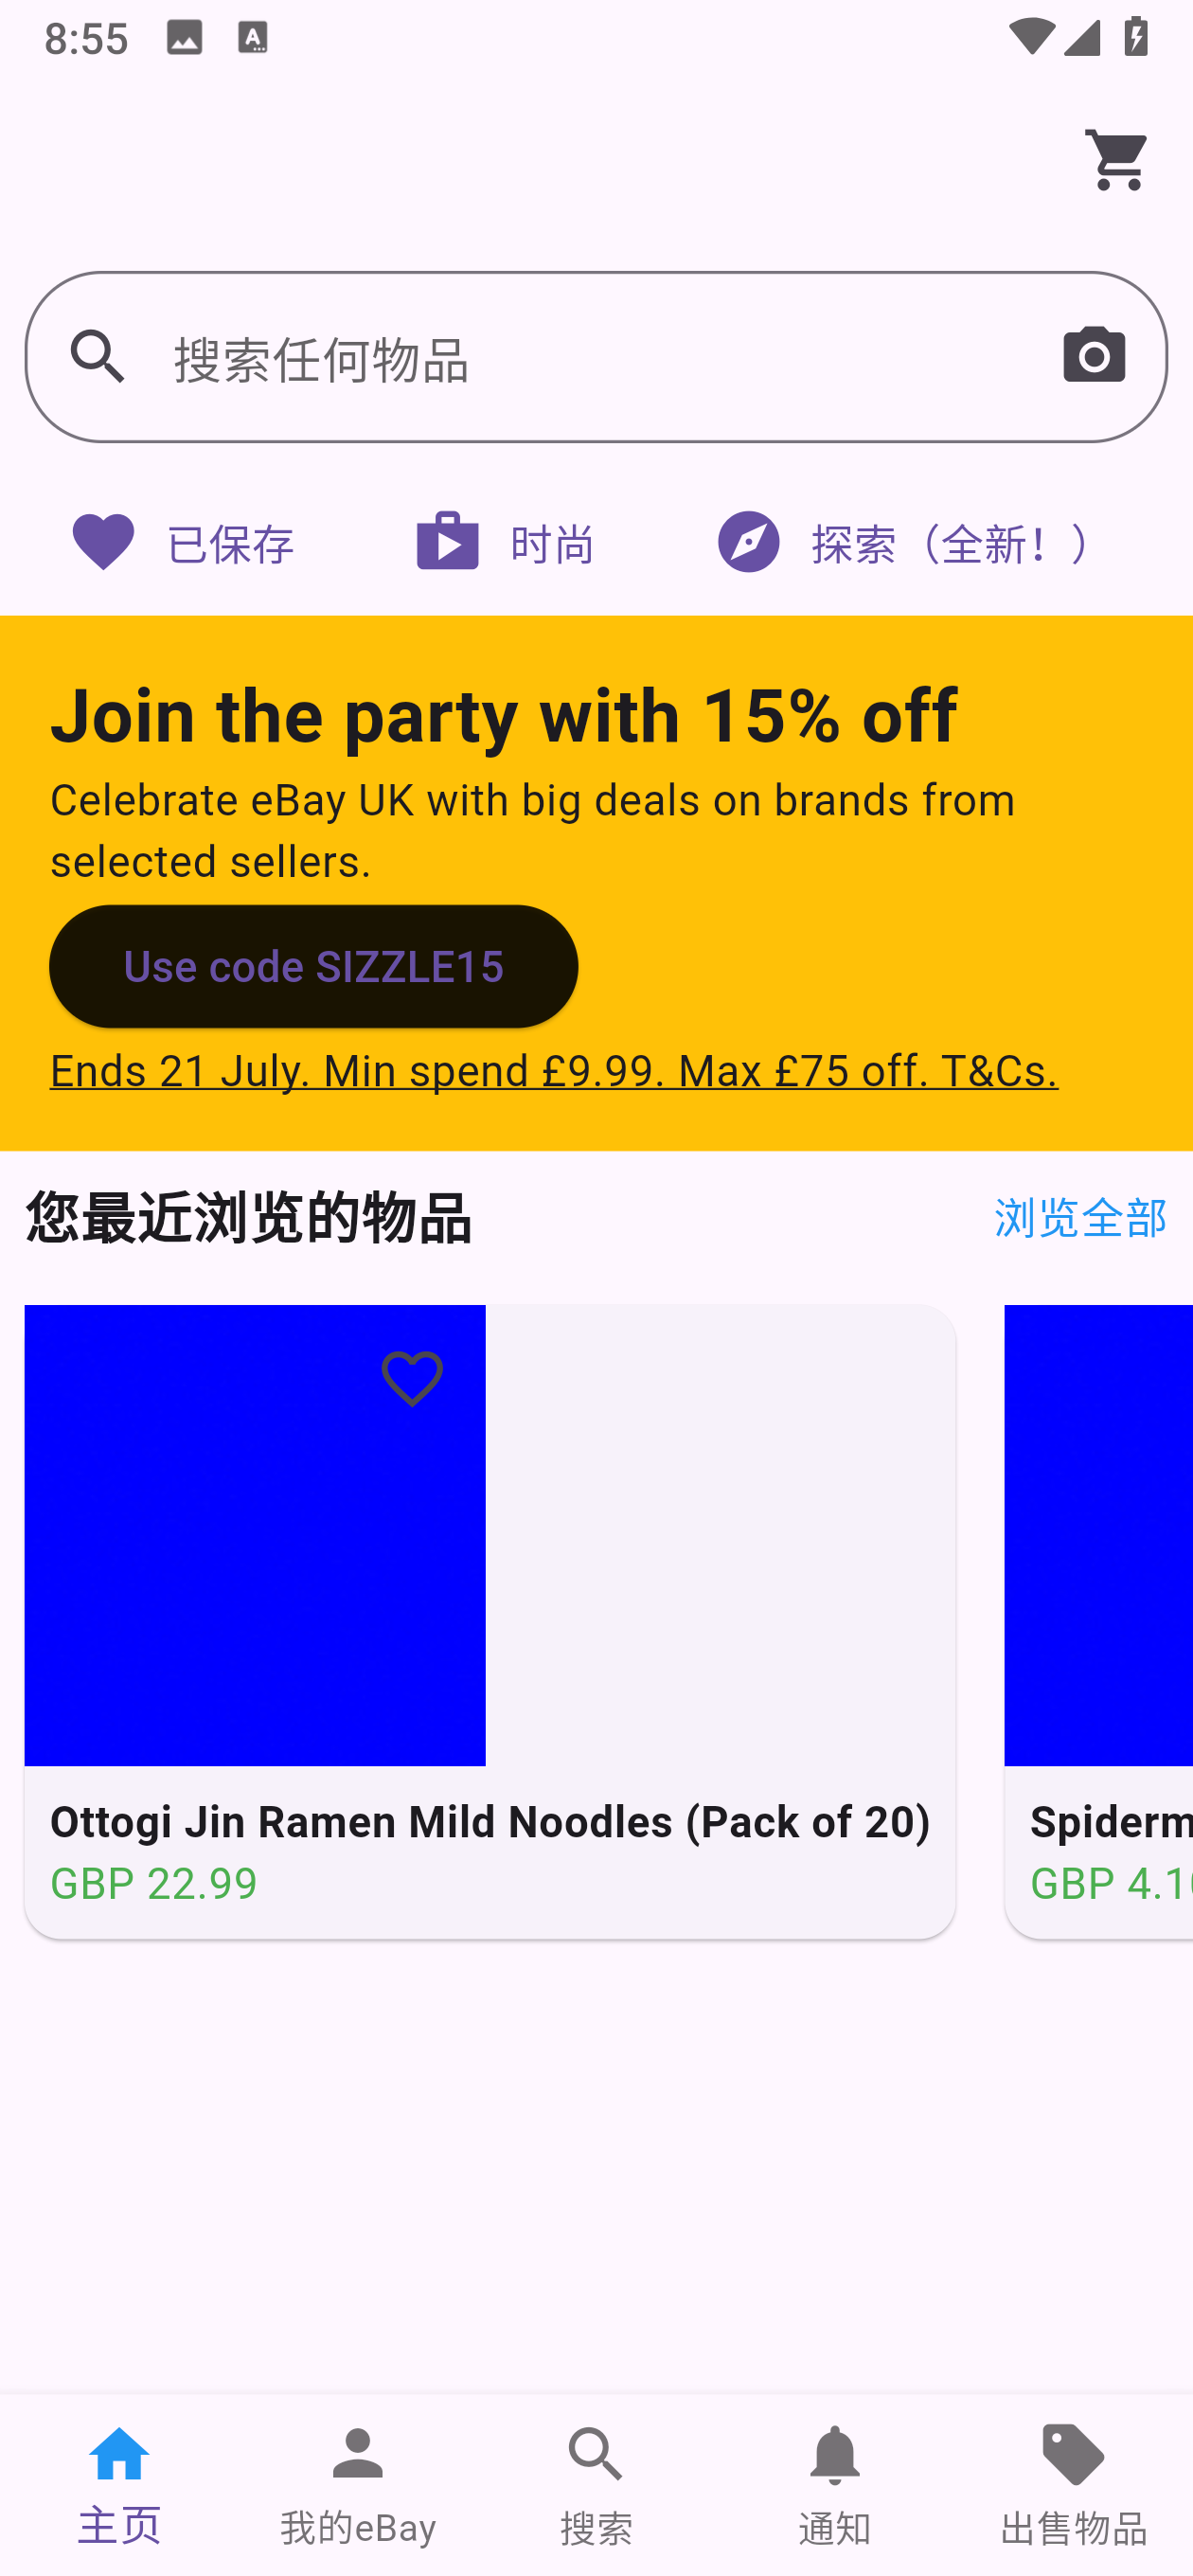 8:55
搜索任何物品
已保存
时尚
探索（全新！）
Join the party with 15% off
Celebrate eBay UK with big deals on brands from
selected sellers.
Use code SIZZLE15
Ends 21 July. Min spend £9.99. Max £75 off. T&Cs.
您最近浏览的物品
浏览全部
Ottogi Jin Ramen Mild Noodles (Pack of 20)
GBP 22.99
Spiderm
GBP 4.10
主页
我的eBay
搜索
通知
出售物品